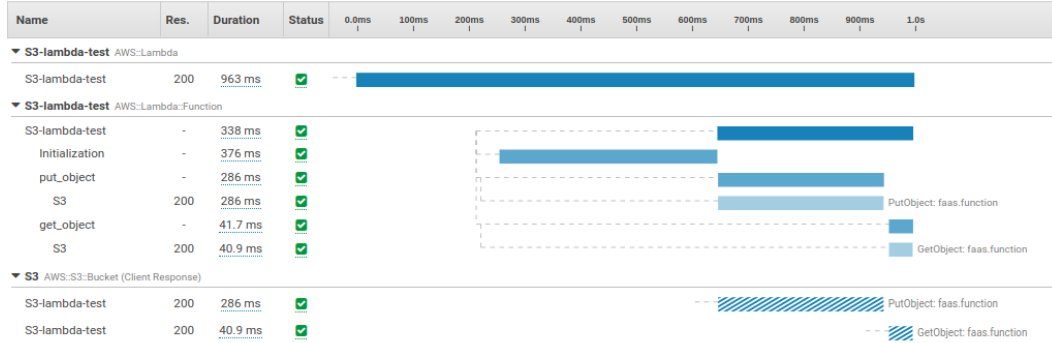 Name Res. Duration Status 0.0ms 100ms 200ms 300ms 400ms 500ms 600ms 700ms 800ms 900ms 1.0s
S3-lambda-test AWS::Lambda
S3-lambda-test 200 963 ms
S3-lambda-test AWS::Lambda::Function
S3-lambda-test - 338 ms
Initialization - 376 ms
put_object - 286 ms
S3 200 286 ms PutObject: faas.function
get_object - 41.7 ms
S3 200 40.9 ms GetObject: faas.function
S3 AWS::S3::Bucket (Client Response)
S3-lambda-test 200 286 ms PutObject: faas.function
S3-lambda-test 200 40.9 ms GetObject: faas.function